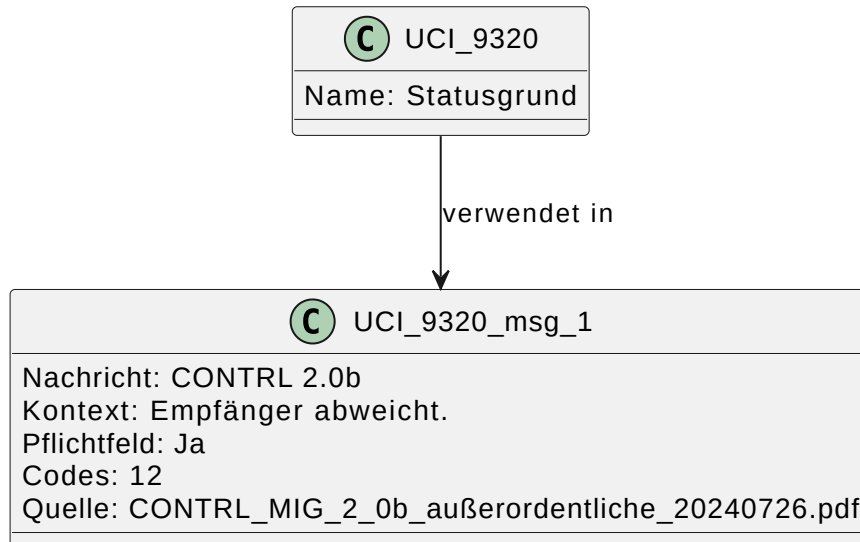 C UCI_9320
Name: Statusgrund
verwendet in
C UCI_9320_msg_1
Nachricht: CONTRL 2.0b
Kontext: Empfänger abweicht.
Pflichtfeld: Ja
Codes: 12
Quelle: CONTRL_MIG_2_0b_außerordentliche_20240726.pdf